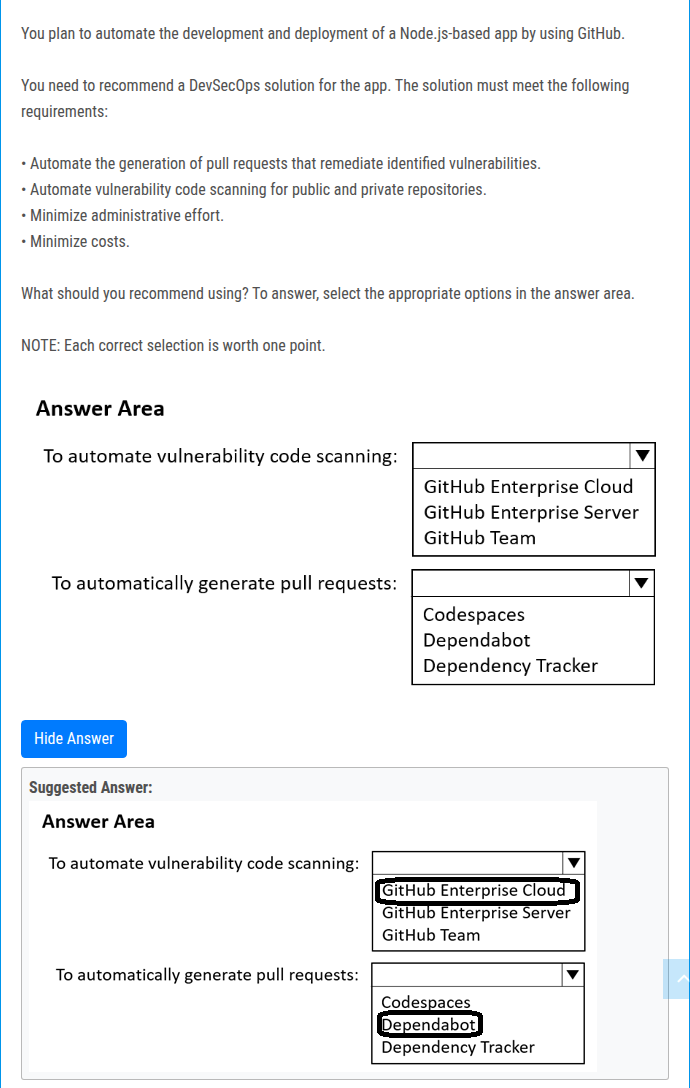 You plan to automate the development and deployment of a Node.js-based app by using GitHub.
You need to recommend a DevSecOps solution for the app. The solution must meet the following
requirements:
• Automate the generation of pull requests that remediate identified vulnerabilities.
• Automate vulnerability code scanning for public and private repositories.
• Minimize administrative effort.
• Minimize costs.
What should you recommend using? To answer, select the appropriate options in the answer area.
NOTE: Each correct selection is worth one point.
Answer Area
To automate vulnerability code scanning:
GitHub Enterprise Cloud
GitHub Enterprise Server
GitHub Team
To automatically generate pull requests:
Codespaces
Dependabot
Dependency Tracker
Hide Answer
Suggested Answer:
Answer Area
To automate vulnerability code scanning:
GitHub Enterprise Cloud
GitHub Enterprise Server
GitHub Team
To automatically generate pull requests:
Codespaces
Dependabot
Dependency Tracker